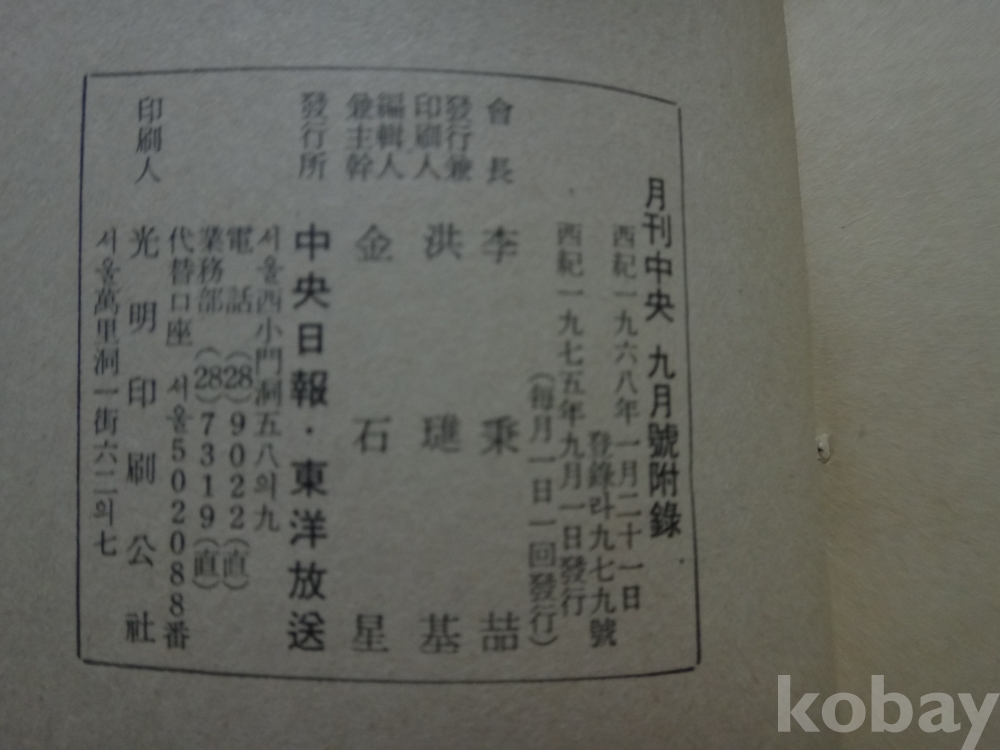 月刊中央 九月號附錄
西紀一九六八年一月二十一日
登錄라九七九號
西紀一九七五年九月一日發行
(每月一日一回發行)
會長 李秉喆
發行兼
印刷人 洪璡基
編輯人
兼主幹 金石星
發行所 中央日報·東洋放送
서울西小門洞五八의九
電話 (28)9022(直)
業務部 (28)7319(直)
代替口座 서울502088番
印刷人 光明印刷公社
서울萬里洞一街六二의七
kobay